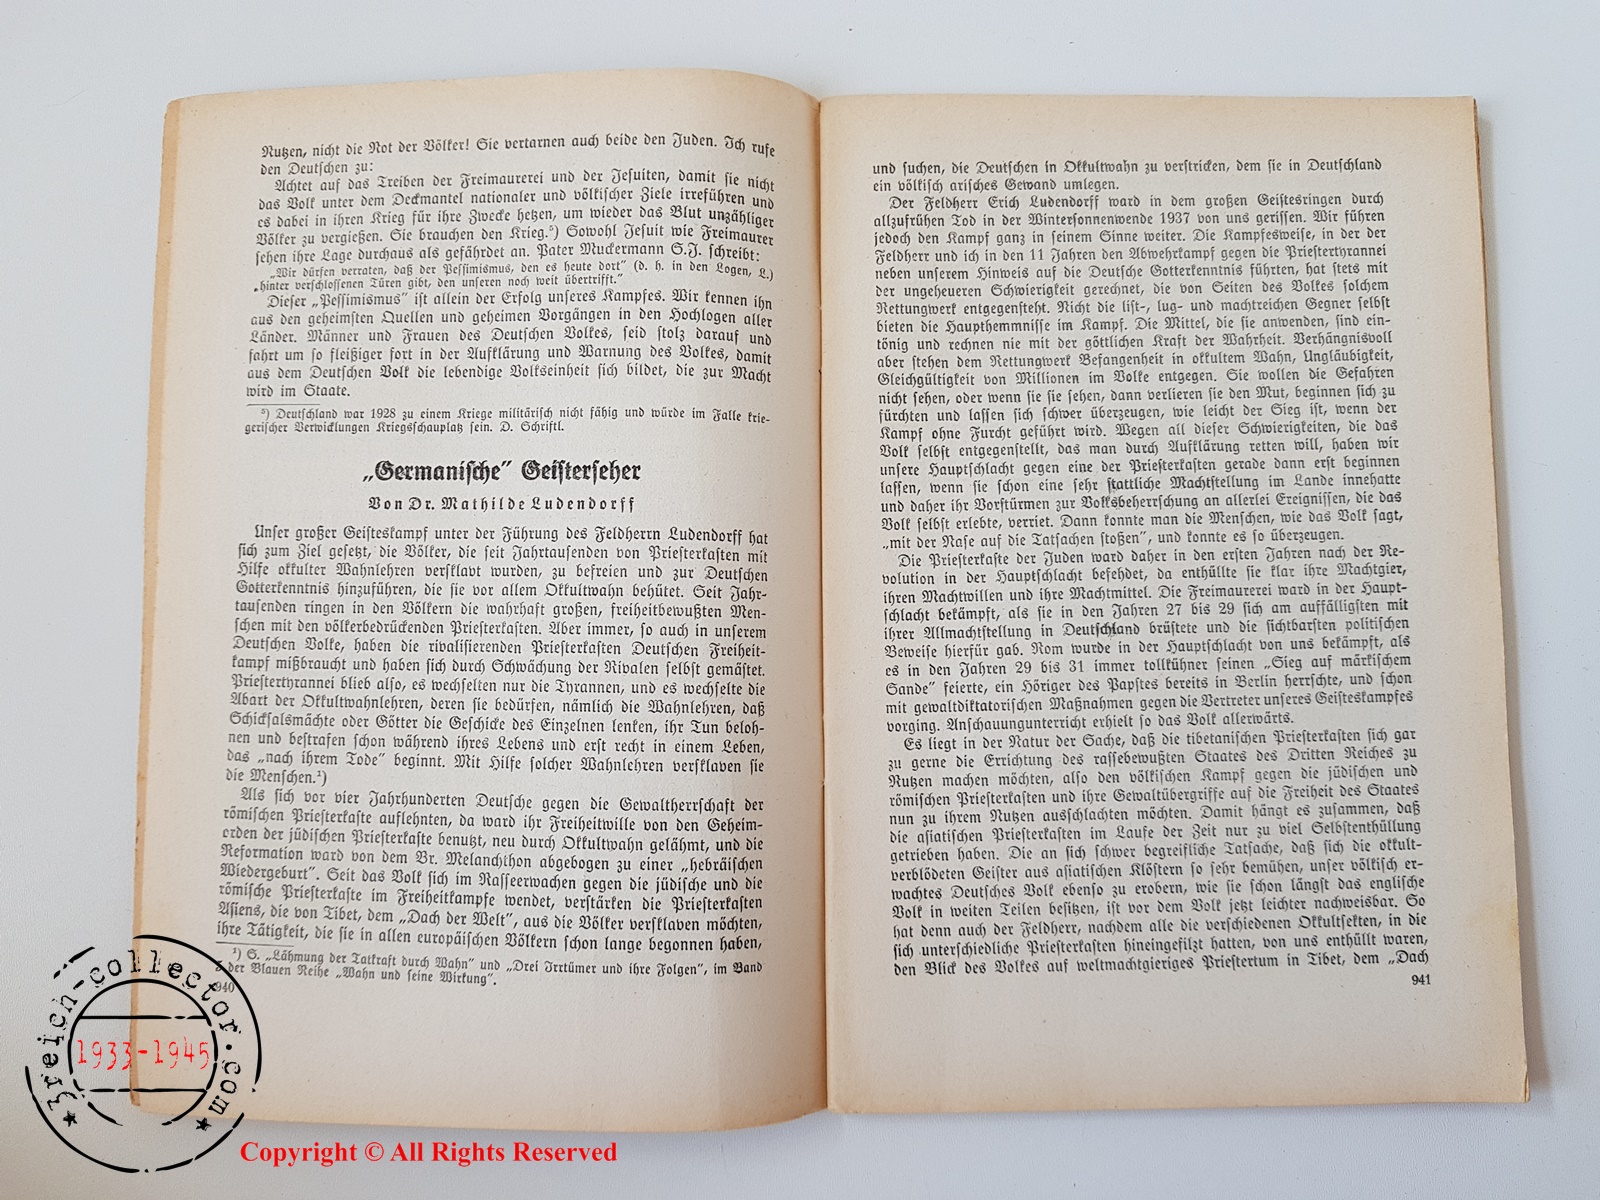 Nutzen, nicht die Not der Völker! Sie vertarnen auch beide den Juden. Ich rufe
den Deutschen zu:
Achtet auf das Treiben der Freimaurerei und der Jesuiten, damit sie nicht
das Volk unter dem Deckmantel nationaler und völkischer Ziele irreführen und
es dabei in ihren Krieg für ihre Zwecke hetzen, um wieder das Blut unzähliger
Völker zu vergießen. Sie brauchen den Krieg.⁵) Sowohl Jesuit wie Freimaurer
sehen ihre Lage durchaus als gefährdet an. Pater Muckermann S.J. schreibt:
„Wir dürfen verraten, daß der Pessimismus, den es heute dort" (d. h. in den Logen, L.)
„hinter verschlossenen Türen gibt, den unseren noch weit übertrifft."
Dieser „Pessimismus" ist allein der Erfolg unseres Kampfes. Wir kennen ihn
aus den geheimsten Quellen und geheimen Vorgängen in den Hochlogen aller
Länder. Männer und Frauen des Deutschen Volkes, seid stolz darauf und
fahrt um so fleißiger fort in der Aufklärung und Warnung des Volkes, damit
aus dem Deutschen Volk die lebendige Volkseinheit sich bildet, die zur Macht
wird im Staate.
⁵) Deutschland war 1928 zu einem Kriege militärisch nicht fähig und würde im Falle krie-
gerischer Verwicklungen Kriegsschauplatz sein. D. Schriftl.
„Germanische" Geisterseher
Von Dr. Mathilde Ludendorff
Unser großer Geisteskampf unter der Führung des Feldherrn Ludendorff hat
sich zum Ziel gesetzt, die Völker, die seit Jahrtausenden von Priesterkasten mit
Hilfe okkulter Wahnlehren versklavt wurden, zu befreien und zur Deutschen
Gotterkenntnis hinzuführen, die sie vor allem Okkultwahn behütet. Seit Jahr-
tausenden ringen in den Völkern die wahrhaft großen, freiheitbewußten Men-
schen mit den völkerbedrückenden Priesterkasten. Aber immer, so auch in unserem
Deutschen Volke, haben die rivalisierenden Priesterkasten Deutschen Freiheit-
kampf mißbraucht und haben sich durch Schwächung der Rivalen selbst gemästet.
Priestertyrannei blieb also, es wechselten nur die Tyrannen, und es wechselte die
Abart der Okkultwahnlehren, deren sie bedürfen, nämlich die Wahnlehren, daß
Schicksalsmächte oder Götter die Geschicke des Einzelnen lenken, ihr Tun beloh-
nen und bestrafen schon während ihres Lebens und erst recht in einem Leben,
das „nach ihrem Tode" beginnt. Mit Hilfe solcher Wahnlehren versklaven sie
die Menschen.¹)
Als sich vor vier Jahrhunderten Deutsche gegen die Gewaltherrschaft der
römischen Priesterkaste auflehnten, da ward ihr Freiheitwille von den Geheim-
orden der jüdischen Priesterkaste benutzt, neu durch Okkultwahn gelähmt, und die
Reformation ward von dem Br. Melanchthon abgebogen zu einer „hebräischen
Wiedergeburt". Seit das Volk sich im Rasseerwachen gegen die jüdische und die
römische Priesterkaste im Freiheitkampfe wendet, verstärken die Priesterkasten
Asiens, die von Tibet, dem „Dach der Welt", aus die Völker versklaven möchten,
ihre Tätigkeit, die sie in allen europäischen Völkern schon lange begonnen haben,
¹) S. „Lähmung der Tatkraft durch Wahn" und „Drei Irrtümer und ihre Folgen", im Band
der Blauen Reihe „Wahn und seine Wirkung".
940
und suchen, die Deutschen in Okkultwahn zu verstricken, dem sie in Deutschland
ein völkisch arisches Gewand umlegen.
Der Feldherr Erich Ludendorff ward in dem großen Geistesringen durch
allzufrühen Tod in der Wintersonnenwende 1937 von uns gerissen. Wir führen
jedoch den Kampf ganz in seinem Sinne weiter. Die Kampfesweise, in der der
Feldherr und ich in den 11 Jahren den Abwehrkampf gegen die Priestertyrannei
neben unserem Hinweis auf die Deutsche Gotterkenntnis führten, hat stets mit
der ungeheueren Schwierigkeit gerechnet, die von Seiten des Volkes solchem
Rettungwerk entgegensteht. Nicht die list-, lug- und machtreichen Gegner selbst
bieten die Haupthemmnisse im Kampf. Die Mittel, die sie anwenden, sind ein-
tönig und rechnen nie mit der göttlichen Kraft der Wahrheit. Verhängnisvoll
aber stehen dem Rettungwerk Befangenheit in okkultem Wahn, Ungläubigkeit,
Gleichgültigkeit von Millionen im Volke entgegen. Sie wollen die Gefahren
nicht sehen, oder wenn sie sie sehen, dann verlieren sie den Mut, beginnen sich zu
fürchten und lassen sich schwer überzeugen, wie leicht der Sieg ist, wenn der
Kampf ohne Furcht geführt wird. Wegen all dieser Schwierigkeiten, die das
Volk selbst entgegenstellt, das man durch Aufklärung retten will, haben wir
unsere Hauptschlacht gegen eine der Priesterkasten gerade dann erst beginnen
lassen, wenn sie schon eine sehr stattliche Machtstellung im Lande innehatte
und daher ihr Vorstürmen zur Volksbeherrschung an allerlei Ereignissen, die das
Volk selbst erlebte, verriet. Dann konnte man die Menschen, wie das Volk sagt,
„mit der Nase auf die Tatsachen stoßen", und konnte es so überzeugen.
Die Priesterkaste der Juden ward daher in den ersten Jahren nach der Re-
volution in der Hauptschlacht befehdet, da enthüllte sie klar ihre Machtgier,
ihren Machtwillen und ihre Machtmittel. Die Freimaurerei ward in der Haupt-
schlacht bekämpft, als sie in den Jahren 27 bis 29 sich am auffälligsten mit
ihrer Allmachtstellung in Deutschland brüstete und die sichtbarsten politischen
Beweise hierfür gab. Rom wurde in der Hauptschlacht von uns bekämpft, als
es in den Jahren 29 bis 31 immer tollkühner seinen „Sieg auf märkischem
Sande" feierte, ein Höriger des Papstes bereits in Berlin herrschte, und schon
mit gewaltdiktatorischen Maßnahmen gegen die Vertreter unseres Geisteskampfes
vorging. Anschauungunterricht erhielt so das Volk allerwärts.
Es liegt in der Natur der Sache, daß die tibetanischen Priesterkasten sich gar
zu gerne die Errichtung des rassebewußten Staates des Dritten Reiches zu
Nutzen machen möchten, also den völkischen Kampf gegen die jüdischen und
römischen Priesterkasten und ihre Gewaltübergriffe auf die Freiheit des Staates
nun zu ihrem Nutzen ausschlachten möchten. Damit hängt es zusammen, daß
die asiatischen Priesterkasten im Laufe der Zeit nur zu viel Selbstenthüllung
getrieben haben. Die an sich schwer begreifliche Tatsache, daß sich die okkult-
verblödeten Geister aus asiatischen Klöstern so sehr bemühen, unser völkisch er-
wachtes Deutsches Volk ebenso zu erobern, wie sie schon längst das englische
Volk in weiten Teilen besitzen, ist vor dem Volk jetzt leichter nachweisbar. So
hat denn auch der Feldherr, nachdem alle die verschiedenen Okkultsekten, in die
sich unterschiedliche Priesterkasten hineingefilzt hatten, von uns enthüllt waren,
den Blick des Volkes auf weltmachtgieriges Priestertum in Tibet, dem „Dach
941
3reich-collector.com
1933-1945
Copyright © All Rights Reserved